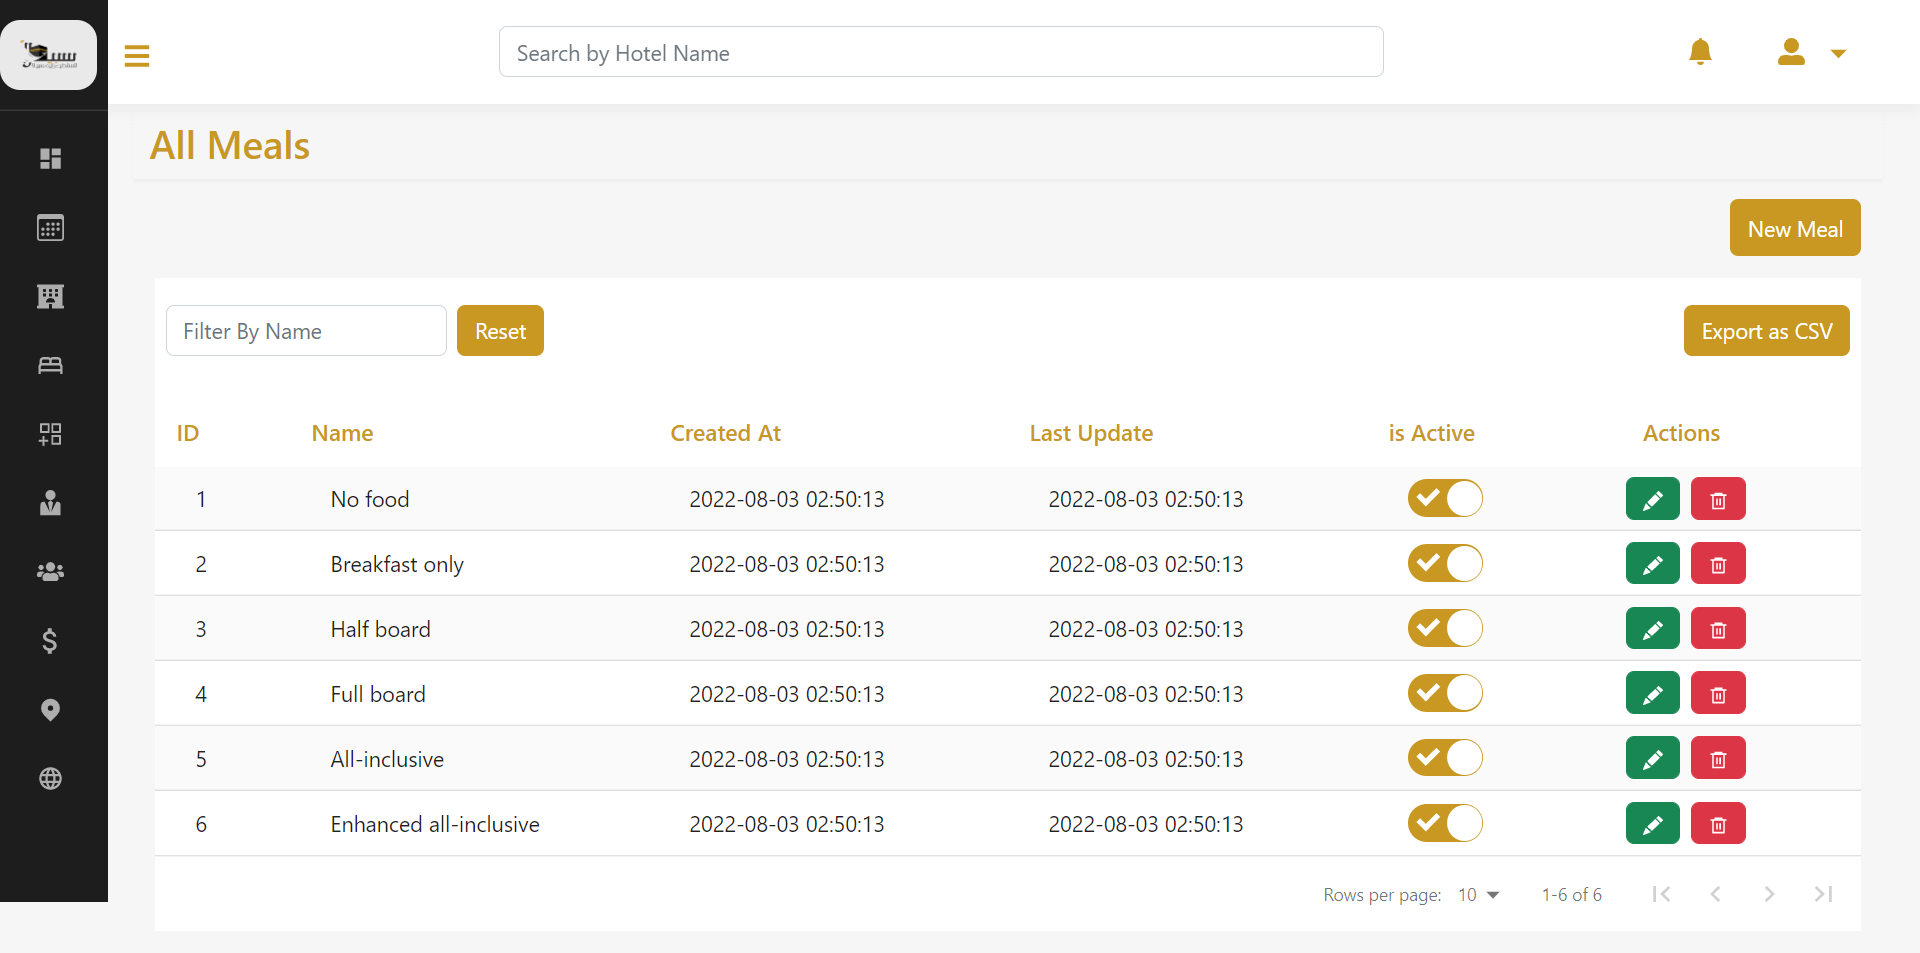 Search by Hotel Name
All Meals
New Meal
Filter By Name Reset Export as CSV
ID Name Created At Last Update is Active Actions
1 No food 2022-08-03 02:50:13 2022-08-03 02:50:13
2 Breakfast only 2022-08-03 02:50:13 2022-08-03 02:50:13
3 Half board 2022-08-03 02:50:13 2022-08-03 02:50:13
4 Full board 2022-08-03 02:50:13 2022-08-03 02:50:13
5 All-inclusive 2022-08-03 02:50:13 2022-08-03 02:50:13
6 Enhanced all-inclusive 2022-08-03 02:50:13 2022-08-03 02:50:13
Rows per page: 10 1-6 of 6